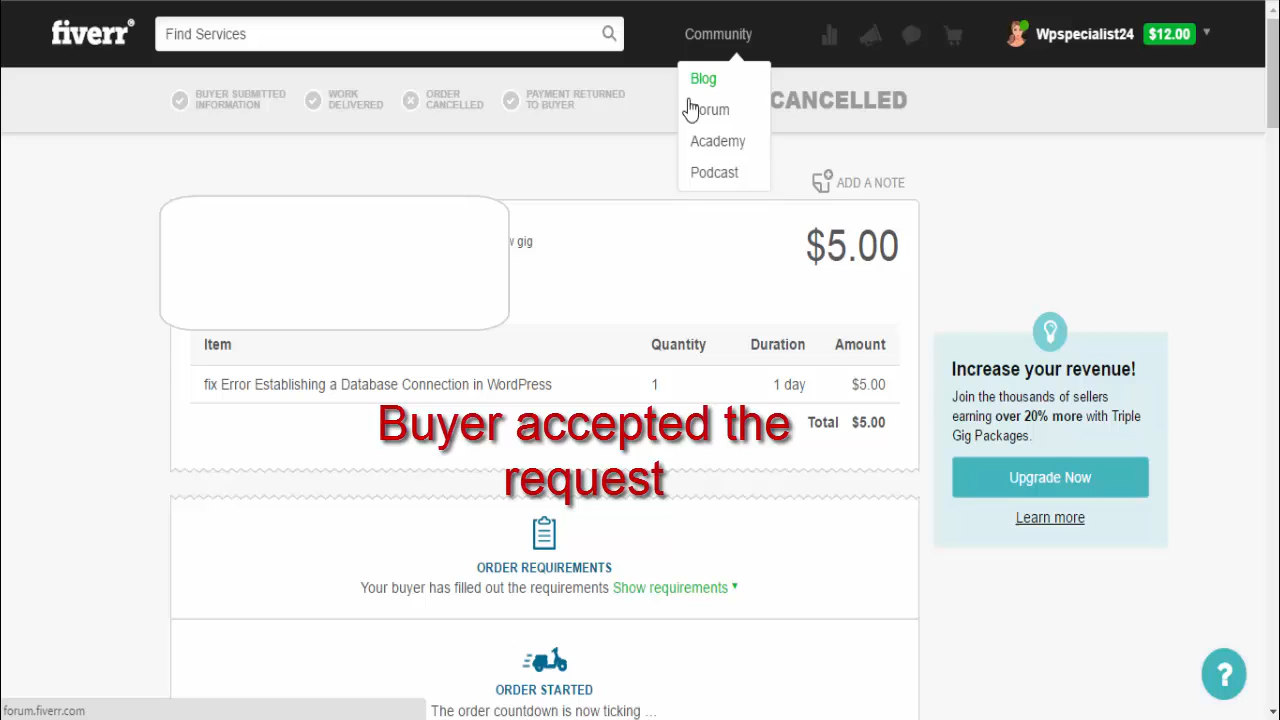 fiverr®
Find Services
Community
Wpspecialist24
$12.00
Blog
orum
Academy
Podcast
BUYER SUBMITTED
INFORMATION
WORK
DELIVERED
ORDER
CANCELLED
PAYMENT RETURNED
TO BUYER
CANCELLED
ADD A NOTE
gig
$5.00
Item Quantity Duration Amount
fix Error Establishing a Database Connection in WordPress 1 1 day $5.00
Total $5.00
Buyer accepted the
request
Increase your revenue!
Join the thousands of sellers
earning over 20% more with Triple
Gig Packages.
Upgrade Now
Learn more
ORDER REQUIREMENTS
Your buyer has filled out the requirements Show requirements
ORDER STARTED
The order countdown is now ticking ...
?
forum.fiverr.com